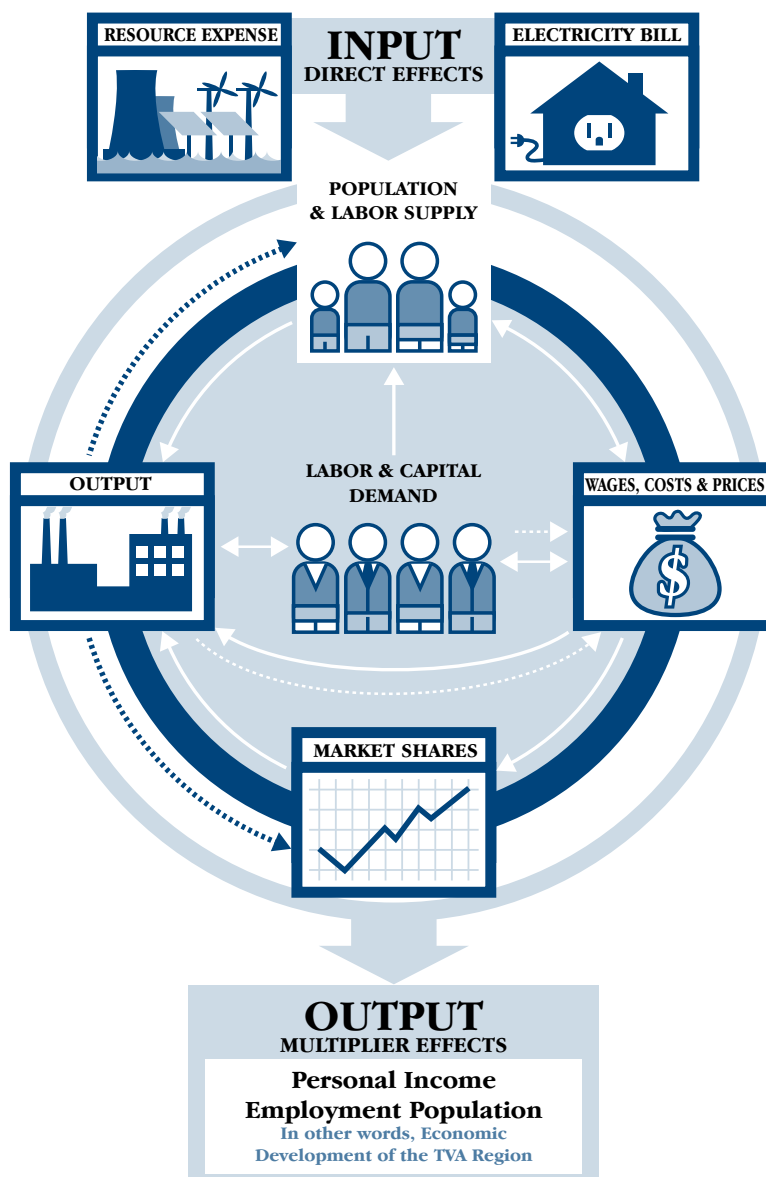 RESOURCE EXPENSE
INPUT
DIRECT EFFECTS
ELECTRICITY BILL
POPULATION
& LABOR SUPPLY
OUTPUT
LABOR & CAPITAL
DEMAND
WAGES, COSTS & PRICES
$
MARKET SHARES
OUTPUT
MULTIPLIER EFFECTS
Personal Income
Employment Population
In other words, Economic
Development of the TVA Region